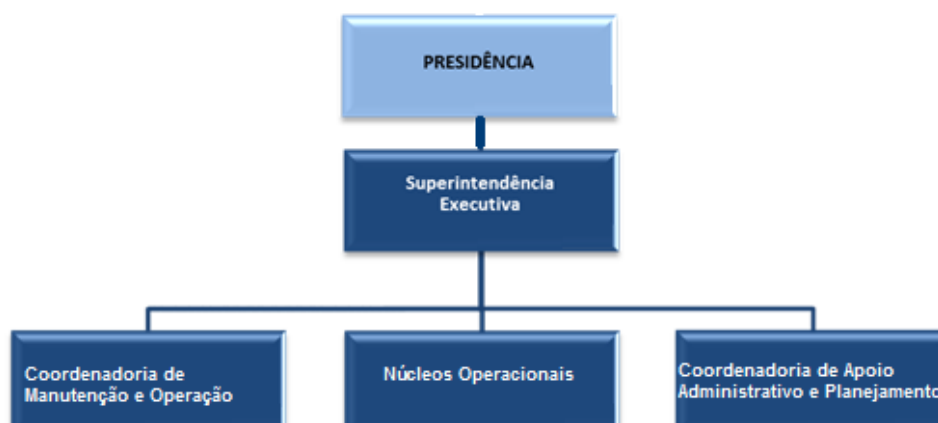 PRESIDÊNCIA
Superintendência
Executiva
Coordenadoria de
Manutenção e Operação
Núcleos Operacionais
Coordenadoria de Apoio
Administrativo e Planejamento